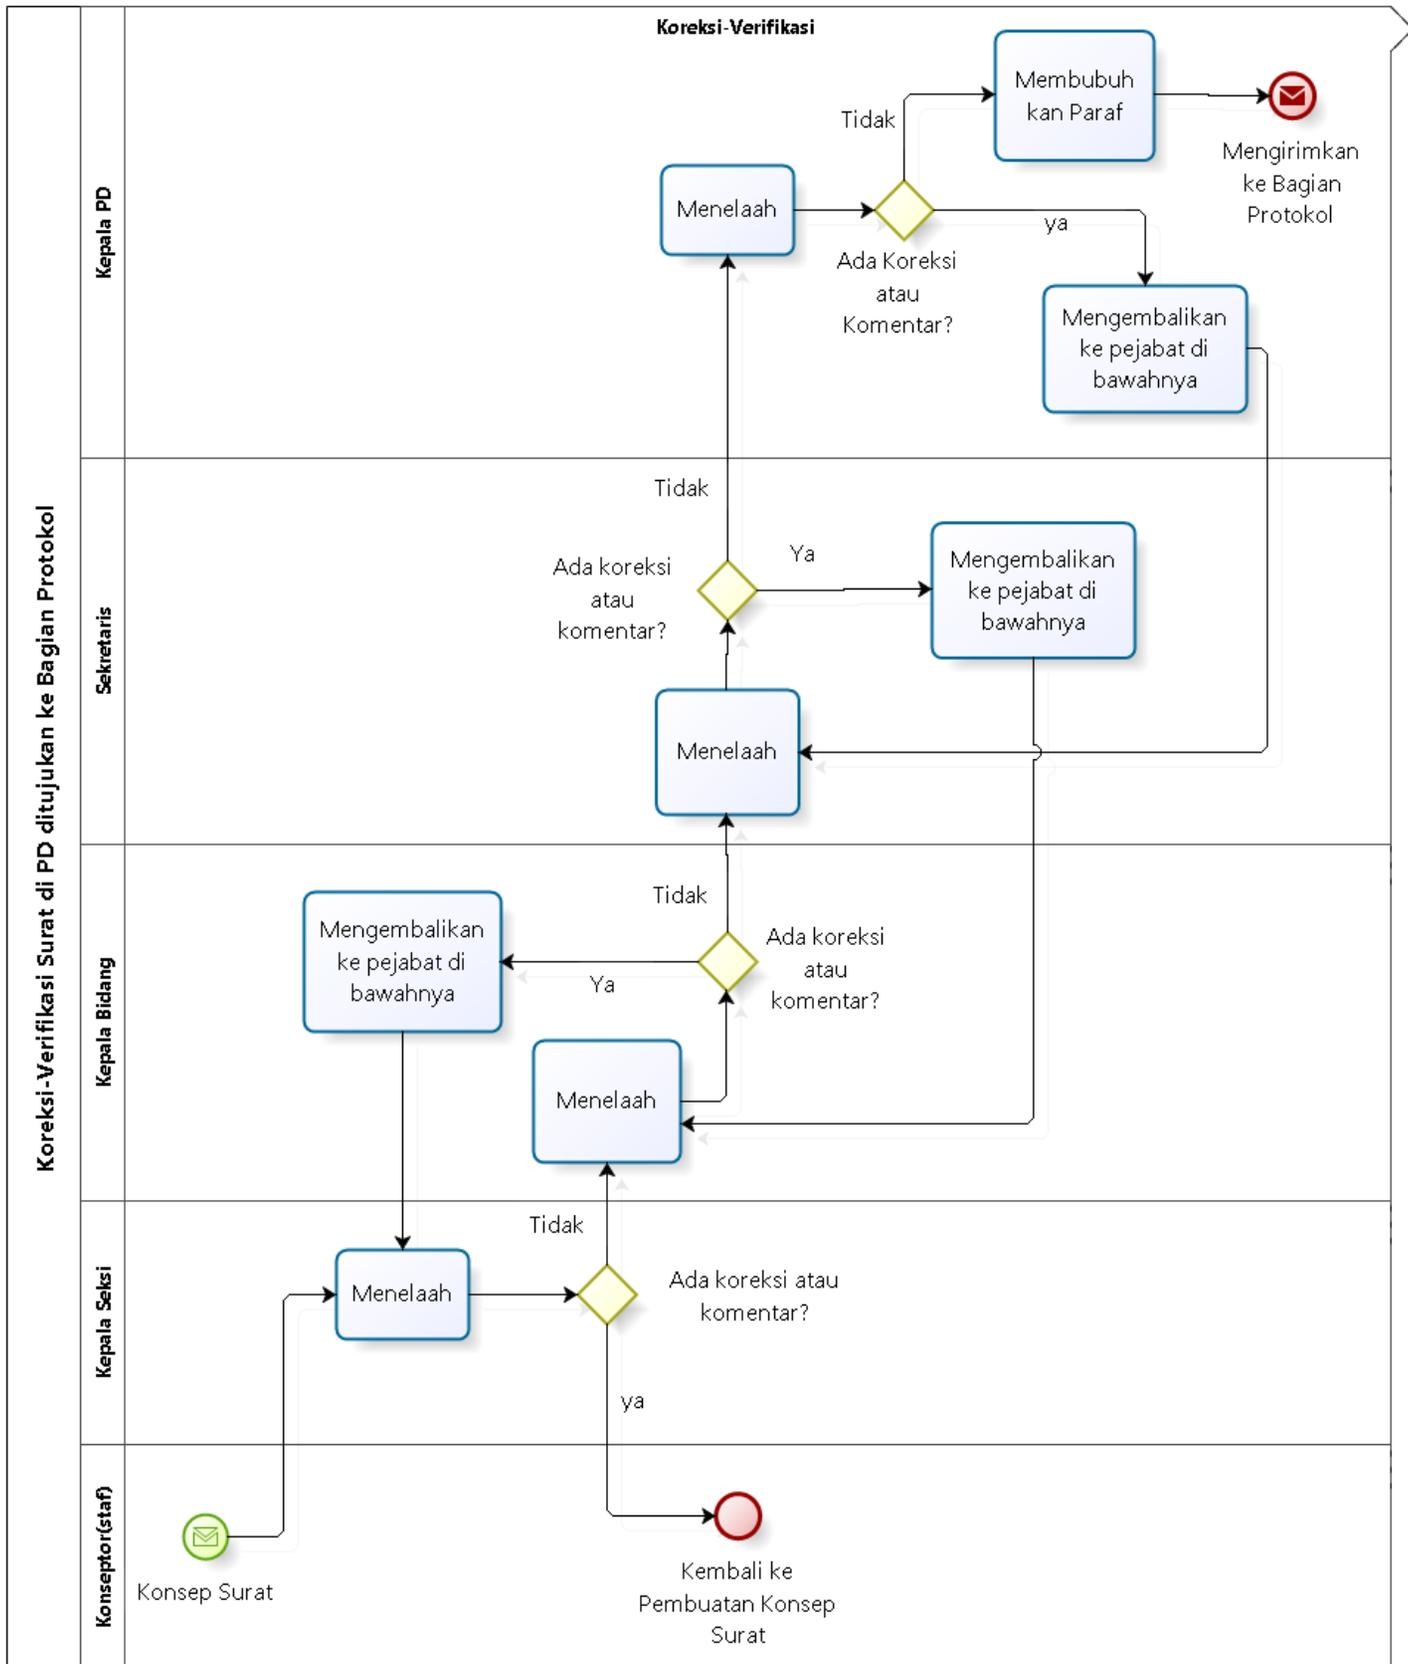 Koreksi-Verifikasi Surat di PD ditujukan ke Bagian Protokol
Koreksi-Verifikasi
Kepala PD
Membubuh
kan Paraf
Tidak
Mengirimkan
ke Bagian
Protokol
Menelaah
ya
Ada Koreksi
atau
Komentar?
Mengembalikan
ke pejabat di
bawahnya
Sekretaris
Tidak
Ya
Ada koreksi
atau
komentar?
Mengembalikan
ke pejabat di
bawahnya
Menelaah
Kepala Bidang
Tidak
Mengembalikan
ke pejabat di
bawahnya
Ya
Ada koreksi
atau
komentar?
Menelaah
Kepala Seksi
Tidak
Menelaah
Ada koreksi atau
komentar?
ya
Konseptor(staf)
Konsep Surat
Kembali ke
Pembuatan Konsep
Surat